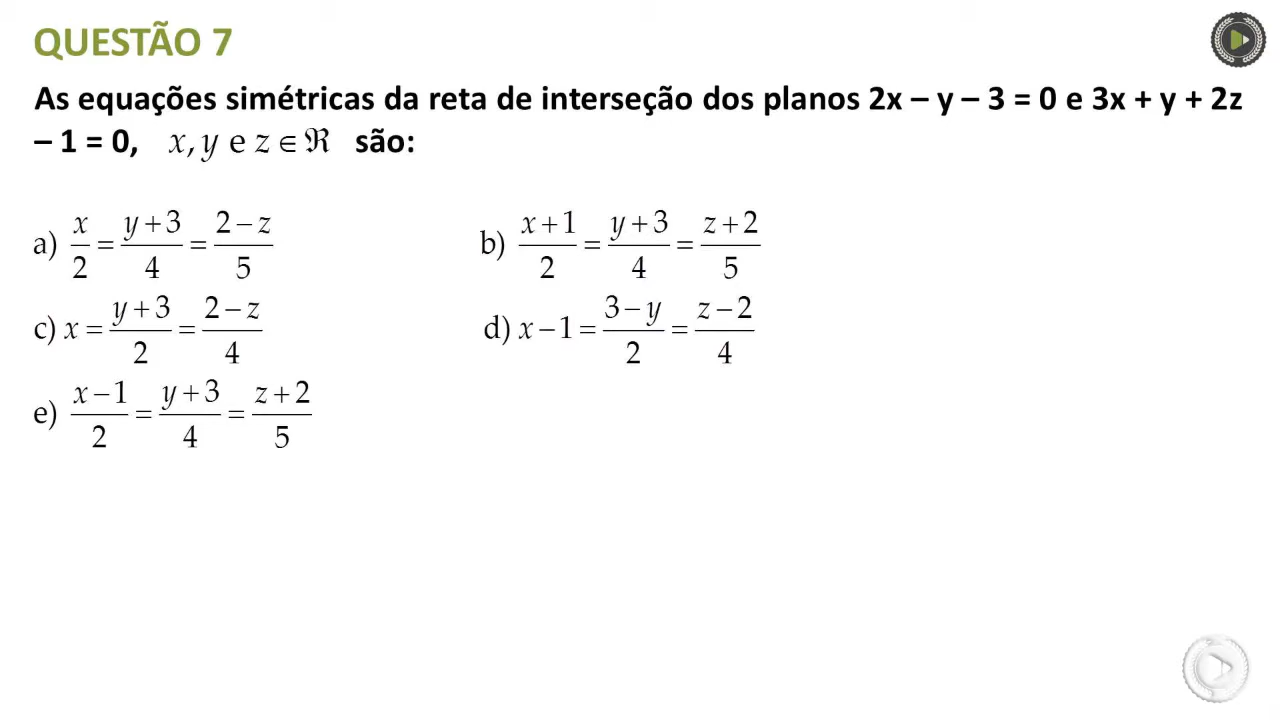 QUESTÃO 7
As equações simétricas da reta de interseção dos planos 2x – y – 3 = 0 e 3x + y + 2z
– 1 = 0, x, y e z ∈ ℜ são:
a) x/2 = (y+3)/4 = (2−z)/5
b) (x+1)/2 = (y+3)/4 = (z+2)/5
c) x = (y+3)/2 = (2−z)/4
d) x−1 = (3−y)/2 = (z−2)/4
e) (x−1)/2 = (y+3)/4 = (z+2)/5